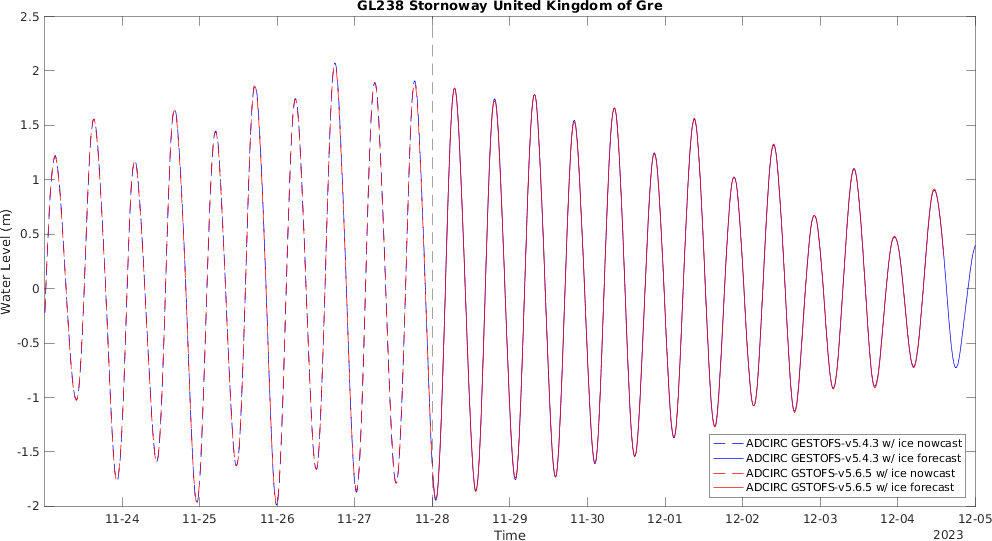 GL238 Stornoway United Kingdom of Gre
2.5
2
1.5
1
0.5
0
-0.5
-1
-1.5
-2
Water Level (m)
11-24 11-25 11-26 11-27 11-28 11-29 11-30 12-01 12-02 12-03 12-04 12-05
Time
2023
ADCIRC GESTOFS-v5.4.3 w/ ice nowcast
ADCIRC GESTOFS-v5.4.3 w/ ice forecast
ADCIRC GSTOFS-v5.6.5 w/ ice nowcast
ADCIRC GSTOFS-v5.6.5 w/ ice forecast